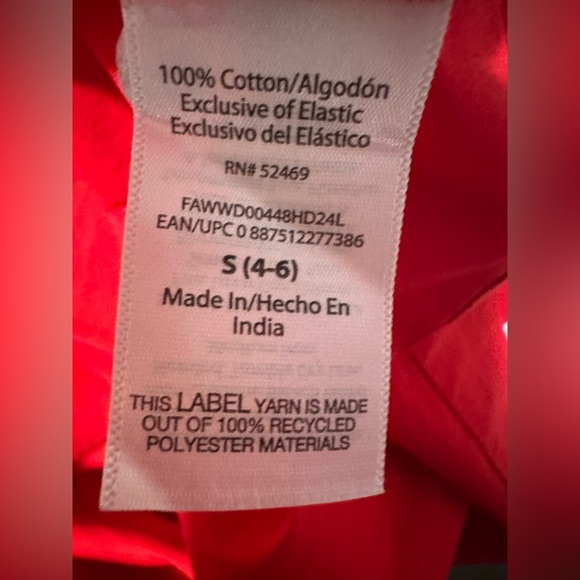 100% Cotton/Algodón
Exclusive of Elastic
Exclusivo del Elástico
RN# 52469
FAWWD00448HD24L
EAN/UPC 0 887512277386
S (4-6)
Made In/Hecho En
India
THIS LABEL YARN IS MADE
OUT OF 100% RECYCLED
POLYESTER MATERIALS